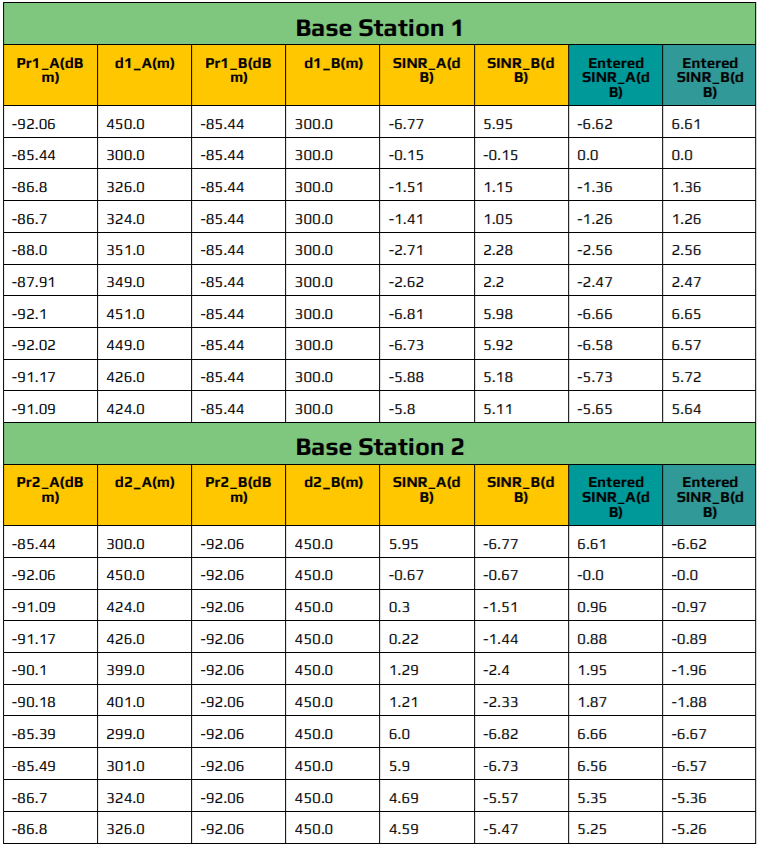 Base Station 1
Pr1_A(dB
m) d1_A(m) Pr1_B(dB
m) d1_B(m) SINR_A(d
B) SINR_B(d
B) Entered
SINR_A(d
B) Entered
SINR_B(d
B)
-92.06 450.0 -85.44 300.0 -6.77 5.95 -6.62 6.61
-85.44 300.0 -85.44 300.0 -0.15 -0.15 0.0 0.0
-86.8 326.0 -85.44 300.0 -1.51 1.15 -1.36 1.36
-86.7 324.0 -85.44 300.0 -1.41 1.05 -1.26 1.26
-88.0 351.0 -85.44 300.0 -2.71 2.28 -2.56 2.56
-87.91 349.0 -85.44 300.0 -2.62 2.2 -2.47 2.47
-92.1 451.0 -85.44 300.0 -6.81 5.98 -6.66 6.65
-92.02 449.0 -85.44 300.0 -6.73 5.92 -6.58 6.57
-91.17 426.0 -85.44 300.0 -5.88 5.18 -5.73 5.72
-91.09 424.0 -85.44 300.0 -5.8 5.11 -5.65 5.64
Base Station 2
Pr2_A(dB
m) d2_A(m) Pr2_B(dB
m) d2_B(m) SINR_A(d
B) SINR_B(d
B) Entered
SINR_A(d
B) Entered
SINR_B(d
B)
-85.44 300.0 -92.06 450.0 5.95 -6.77 6.61 -6.62
-92.06 450.0 -92.06 450.0 -0.67 -0.67 -0.0 -0.0
-91.09 424.0 -92.06 450.0 0.3 -1.51 0.96 -0.97
-91.17 426.0 -92.06 450.0 0.22 -1.44 0.88 -0.89
-90.1 399.0 -92.06 450.0 1.29 -2.4 1.95 -1.96
-90.18 401.0 -92.06 450.0 1.21 -2.33 1.87 -1.88
-85.39 299.0 -92.06 450.0 6.0 -6.82 6.66 -6.67
-85.49 301.0 -92.06 450.0 5.9 -6.73 6.56 -6.57
-86.7 324.0 -92.06 450.0 4.69 -5.57 5.35 -5.36
-86.8 326.0 -92.06 450.0 4.59 -5.47 5.25 -5.26